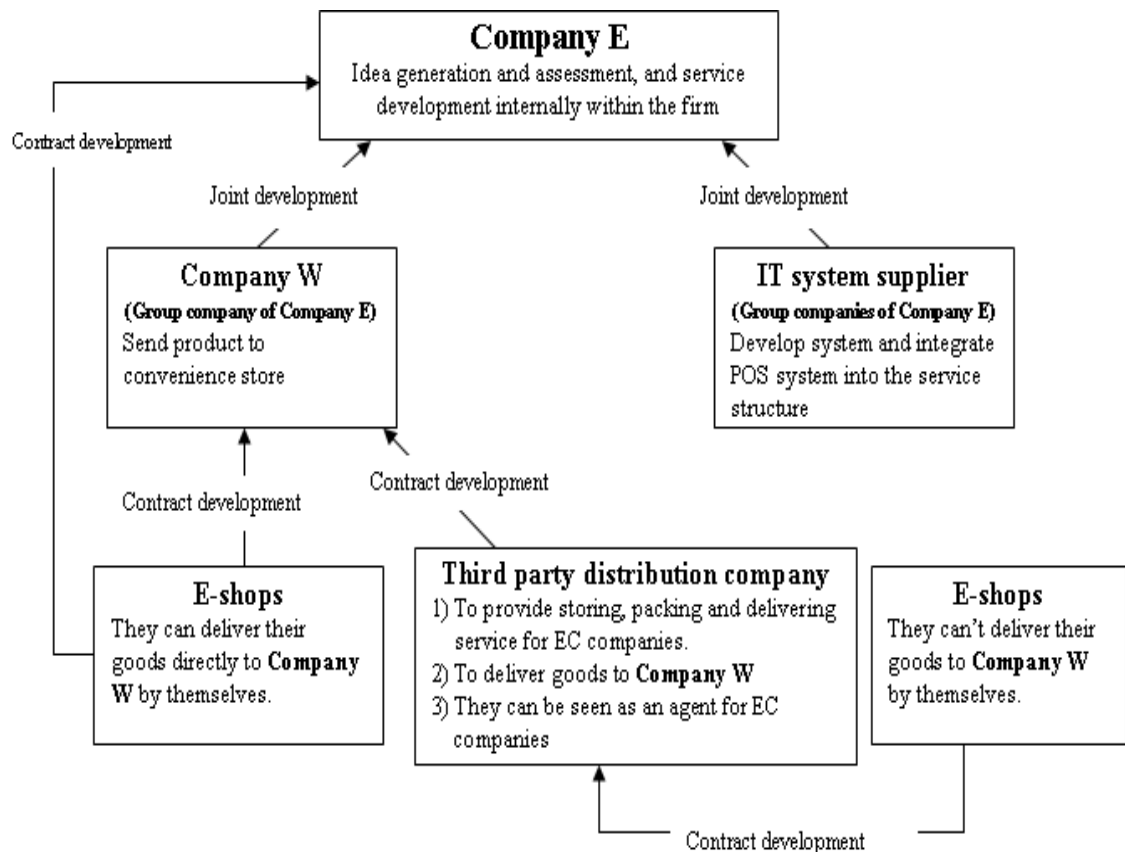 Company E
Idea generation and assessment, and service
development internally within the firm
Contract development
Joint development
Joint development
Company W
(Group company of Company E)
Send product to
convenience store
IT system supplier
(Group companies of Company E)
Develop system and integrate
POS system into the service
structure
Contract development
Contract development
E-shops
They can deliver their
goods directly to Company
W by themselves.
Third party distribution company
1) To provide storing, packing and delivering
service for EC companies.
2) To deliver goods to Company W
3) They can be seen as an agent for EC
companies
E-shops
They can't deliver their
goods to Company W
by themselves.
Contract development